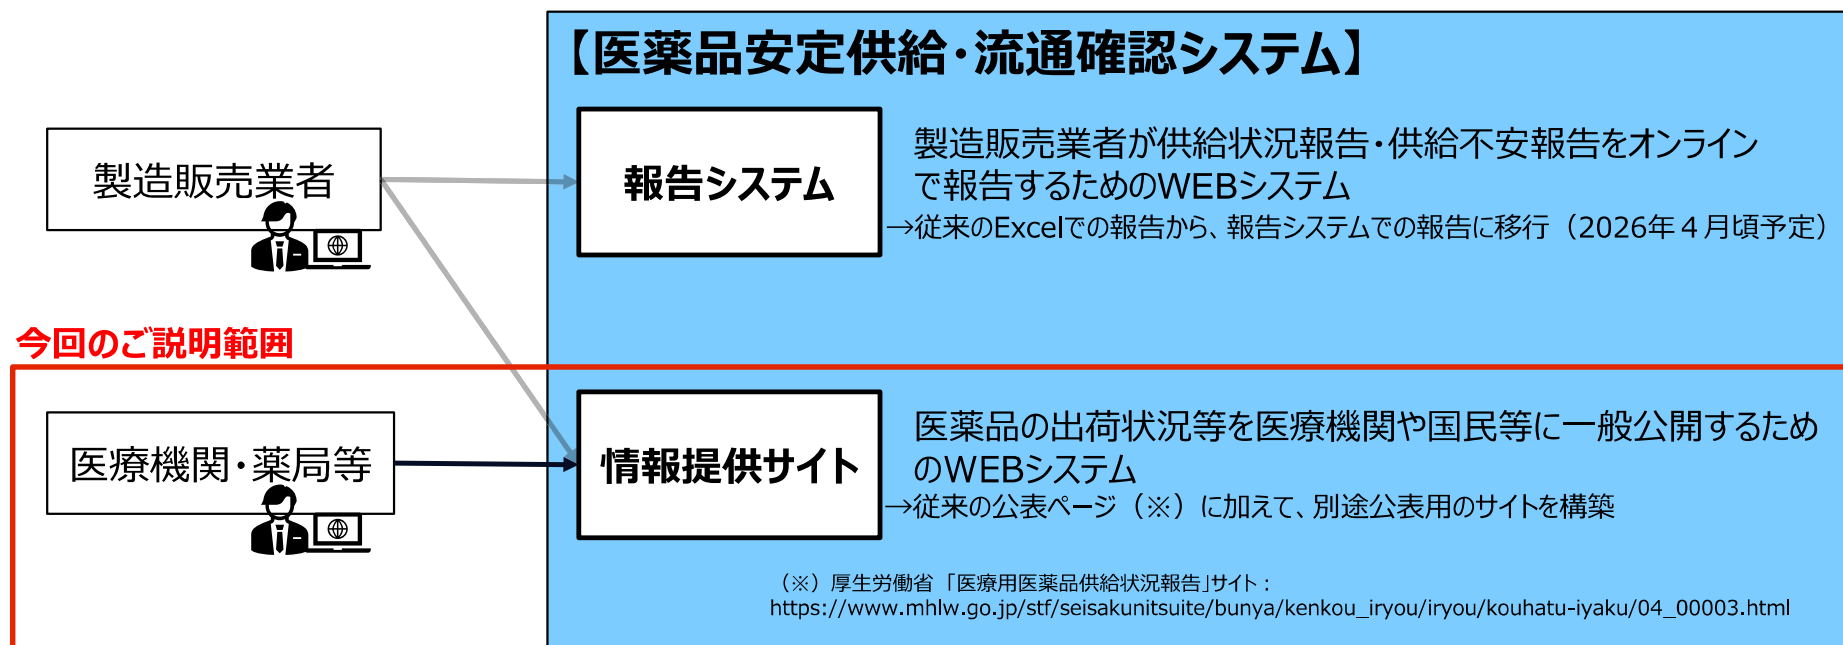 【医薬品安定供給・流通確認システム】
製造販売業者
報告システム
製造販売業者が供給状況報告・供給不安報告をオンライン
で報告するためのWEBシステム
→従来のExcelでの報告から、報告システムでの報告に移行（2026年４月頃予定）
今回のご説明範囲
医療機関・薬局等
情報提供サイト
医薬品の出荷状況等を医療機関や国民等に一般公開するため
のWEBシステム
→従来の公表ページ（※）に加えて、別途公表用のサイトを構築
（※）厚生労働省「医療用医薬品供給状況報告」サイト：
https://www.mhlw.go.jp/stf/seisakunitsuite/bunya/kenkou_iryou/iryou/kouhatu-iyaku/04_00003.html